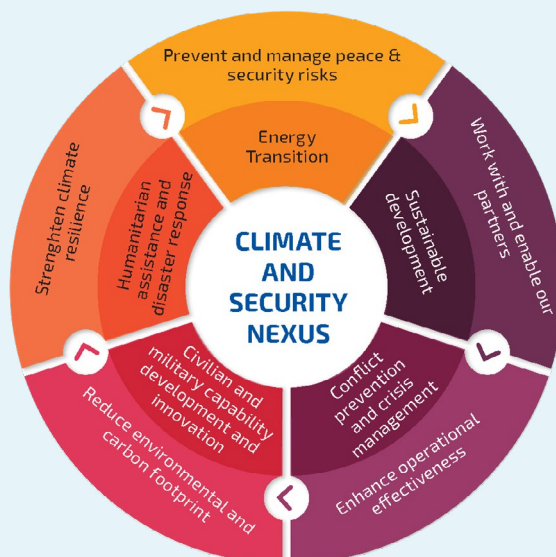 Prevent and manage peace &
security risks
Energy
Transition
Work with and enable our
partners
Sustainable
development
Enhance operational
effectiveness
Conflict
prevention
and crisis
management
Reduce environmental and
carbon footprint
Civilian and
military capability
development and
innovation
Strenghten climate
resilience
Humanitarian
assistance and
disaster response
CLIMATE
AND
SECURITY
NEXUS